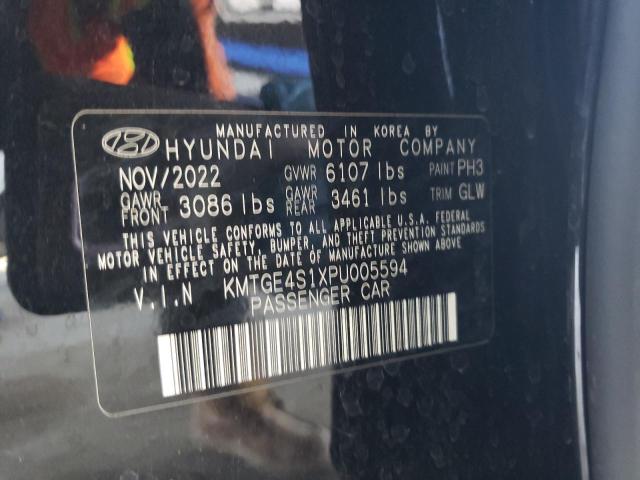 MANUFACTURED IN KOREA BY
HYUNDAI MOTOR COMPANY
NOV/2022 GVWR 6107 lbs PAINT PH3
GAWR FRONT 3086 lbs GAWR REAR 3461 lbs TRIM GLW
THIS VEHICLE CONFORMS TO ALL APPLICABLE U.S.A. FEDERAL
MOTOR VEHICLE SAFETY, BUMPER, AND THEFT PREVENTION STANDARDS
IN EFFECT ON THE DATE OF MANUFACTURE SHOWN ABOVE.
V.I.N KMTGE4S1XPU005594
PASSENGER CAR